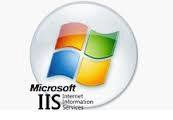 Microsoft
IIS Internet
Information
Services